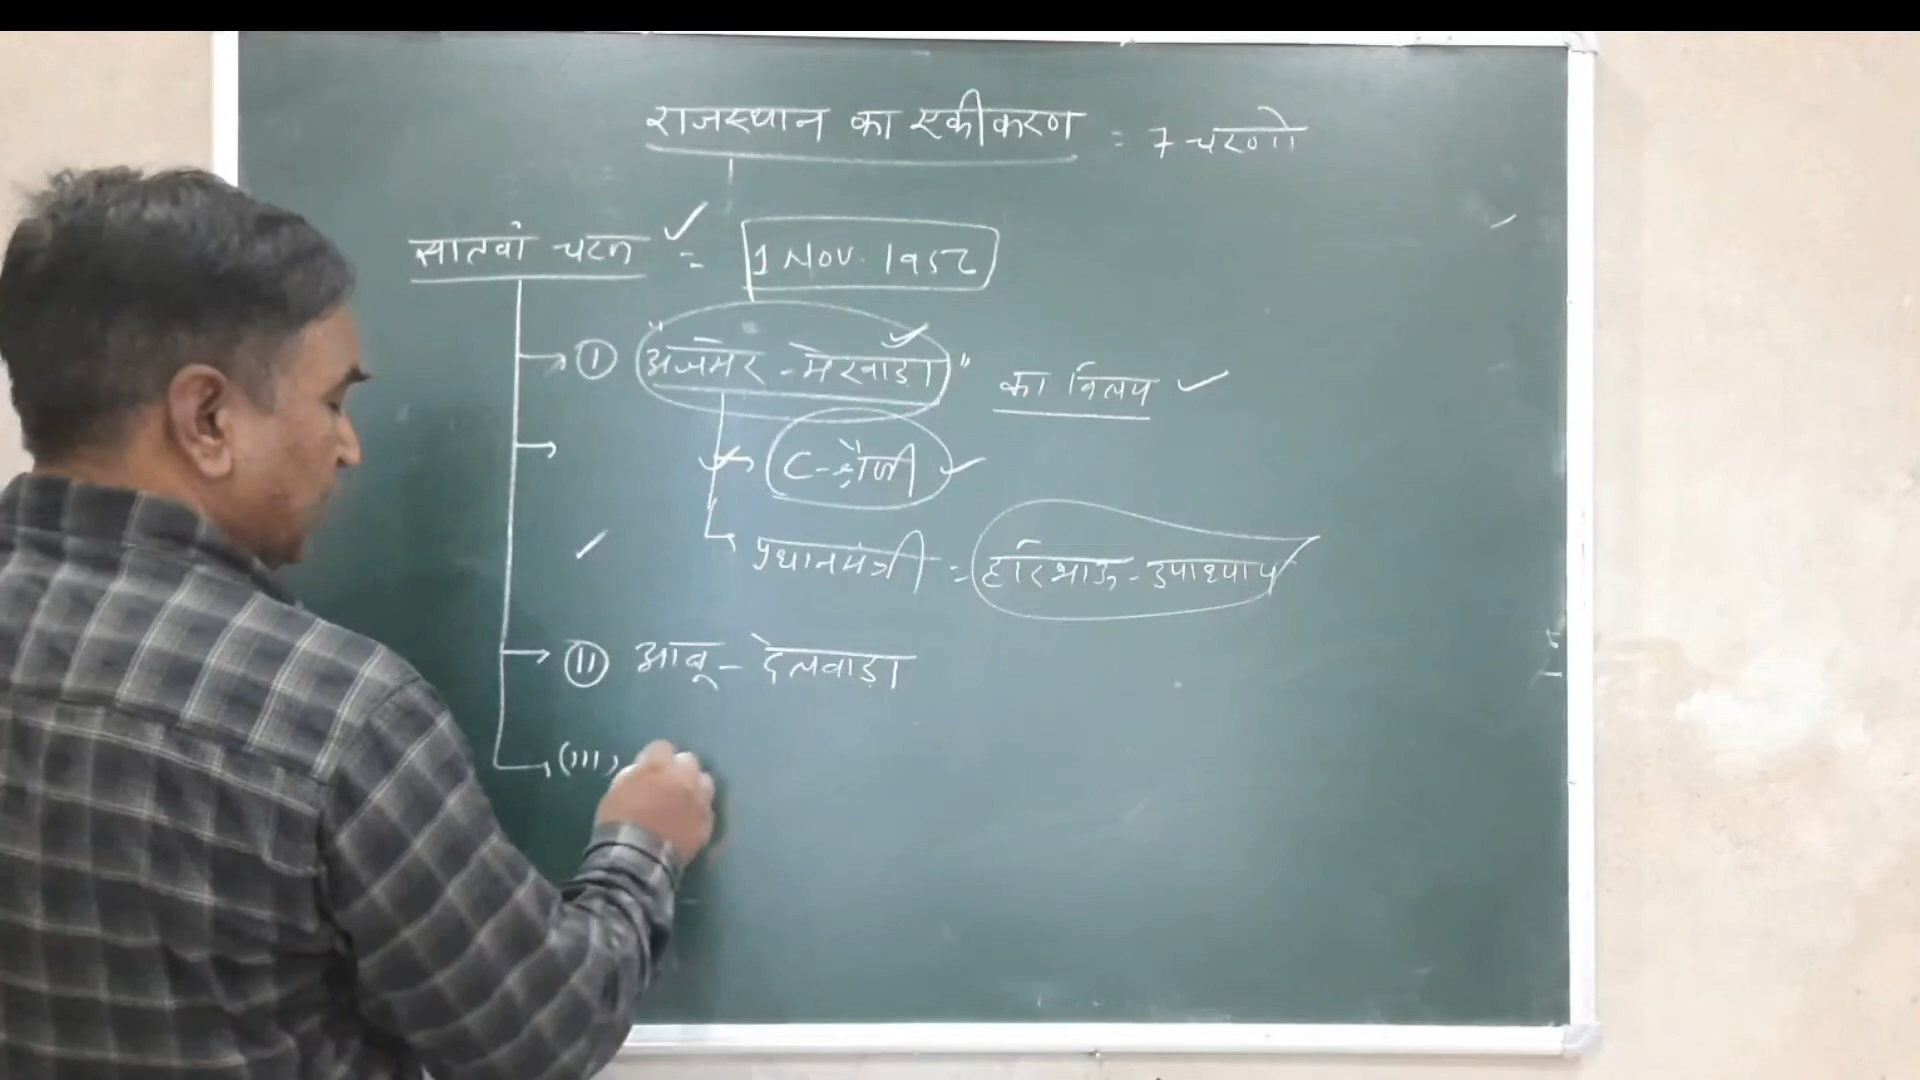 राजस्थान का एकीकरण = 7 चरणों
सातवां चरण = 1 Nov. 1956
(I) "अजमेर - मेरवाडा" का विलय
C-श्रेणी
प्रधानमंत्री = हरिभाऊ - उपाध्याय
(II) आबू - देलवाड़ा
(III)